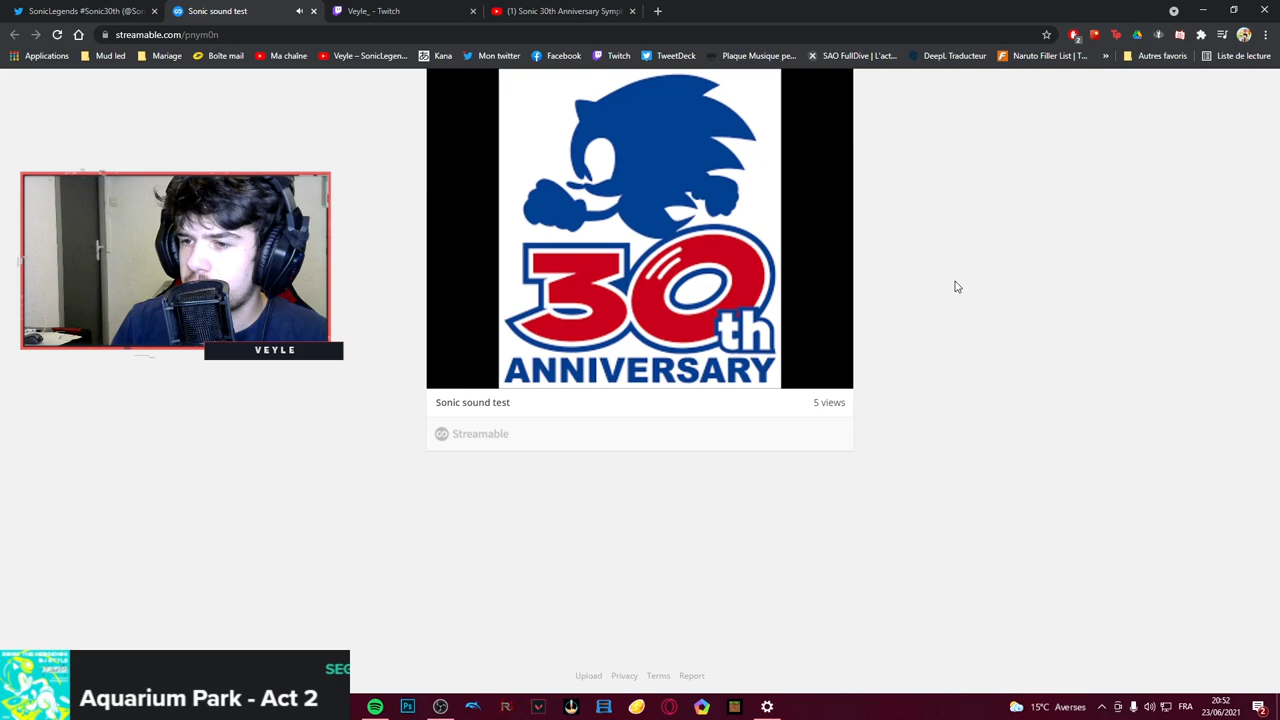 SonicLegends #Sonic30th (@So
Sonic sound test
Veyle_ - Twitch
(1) Sonic 30th Anniversary Symp
streamable.com/pnym0n
Applications
Mud led
Mariage
Boîte mail
Ma chaîne
Veyle – SonicLegen...
Kana
Mon twitter
Facebook
Twitch
TweetDeck
Plaque Musique pe...
SAO FullDive | L'act...
DeepL Traducteur
Naruto Filler List | T...
»
Autres favoris
Liste de lecture
30th
ANNIVERSARY
VEYLE
Sonic sound test
5 views
Streamable
SEG
Aquarium Park - Act 2
Upload
Privacy
Terms
Report
15°C Averses
FRA
20:52
23/06/2021
2